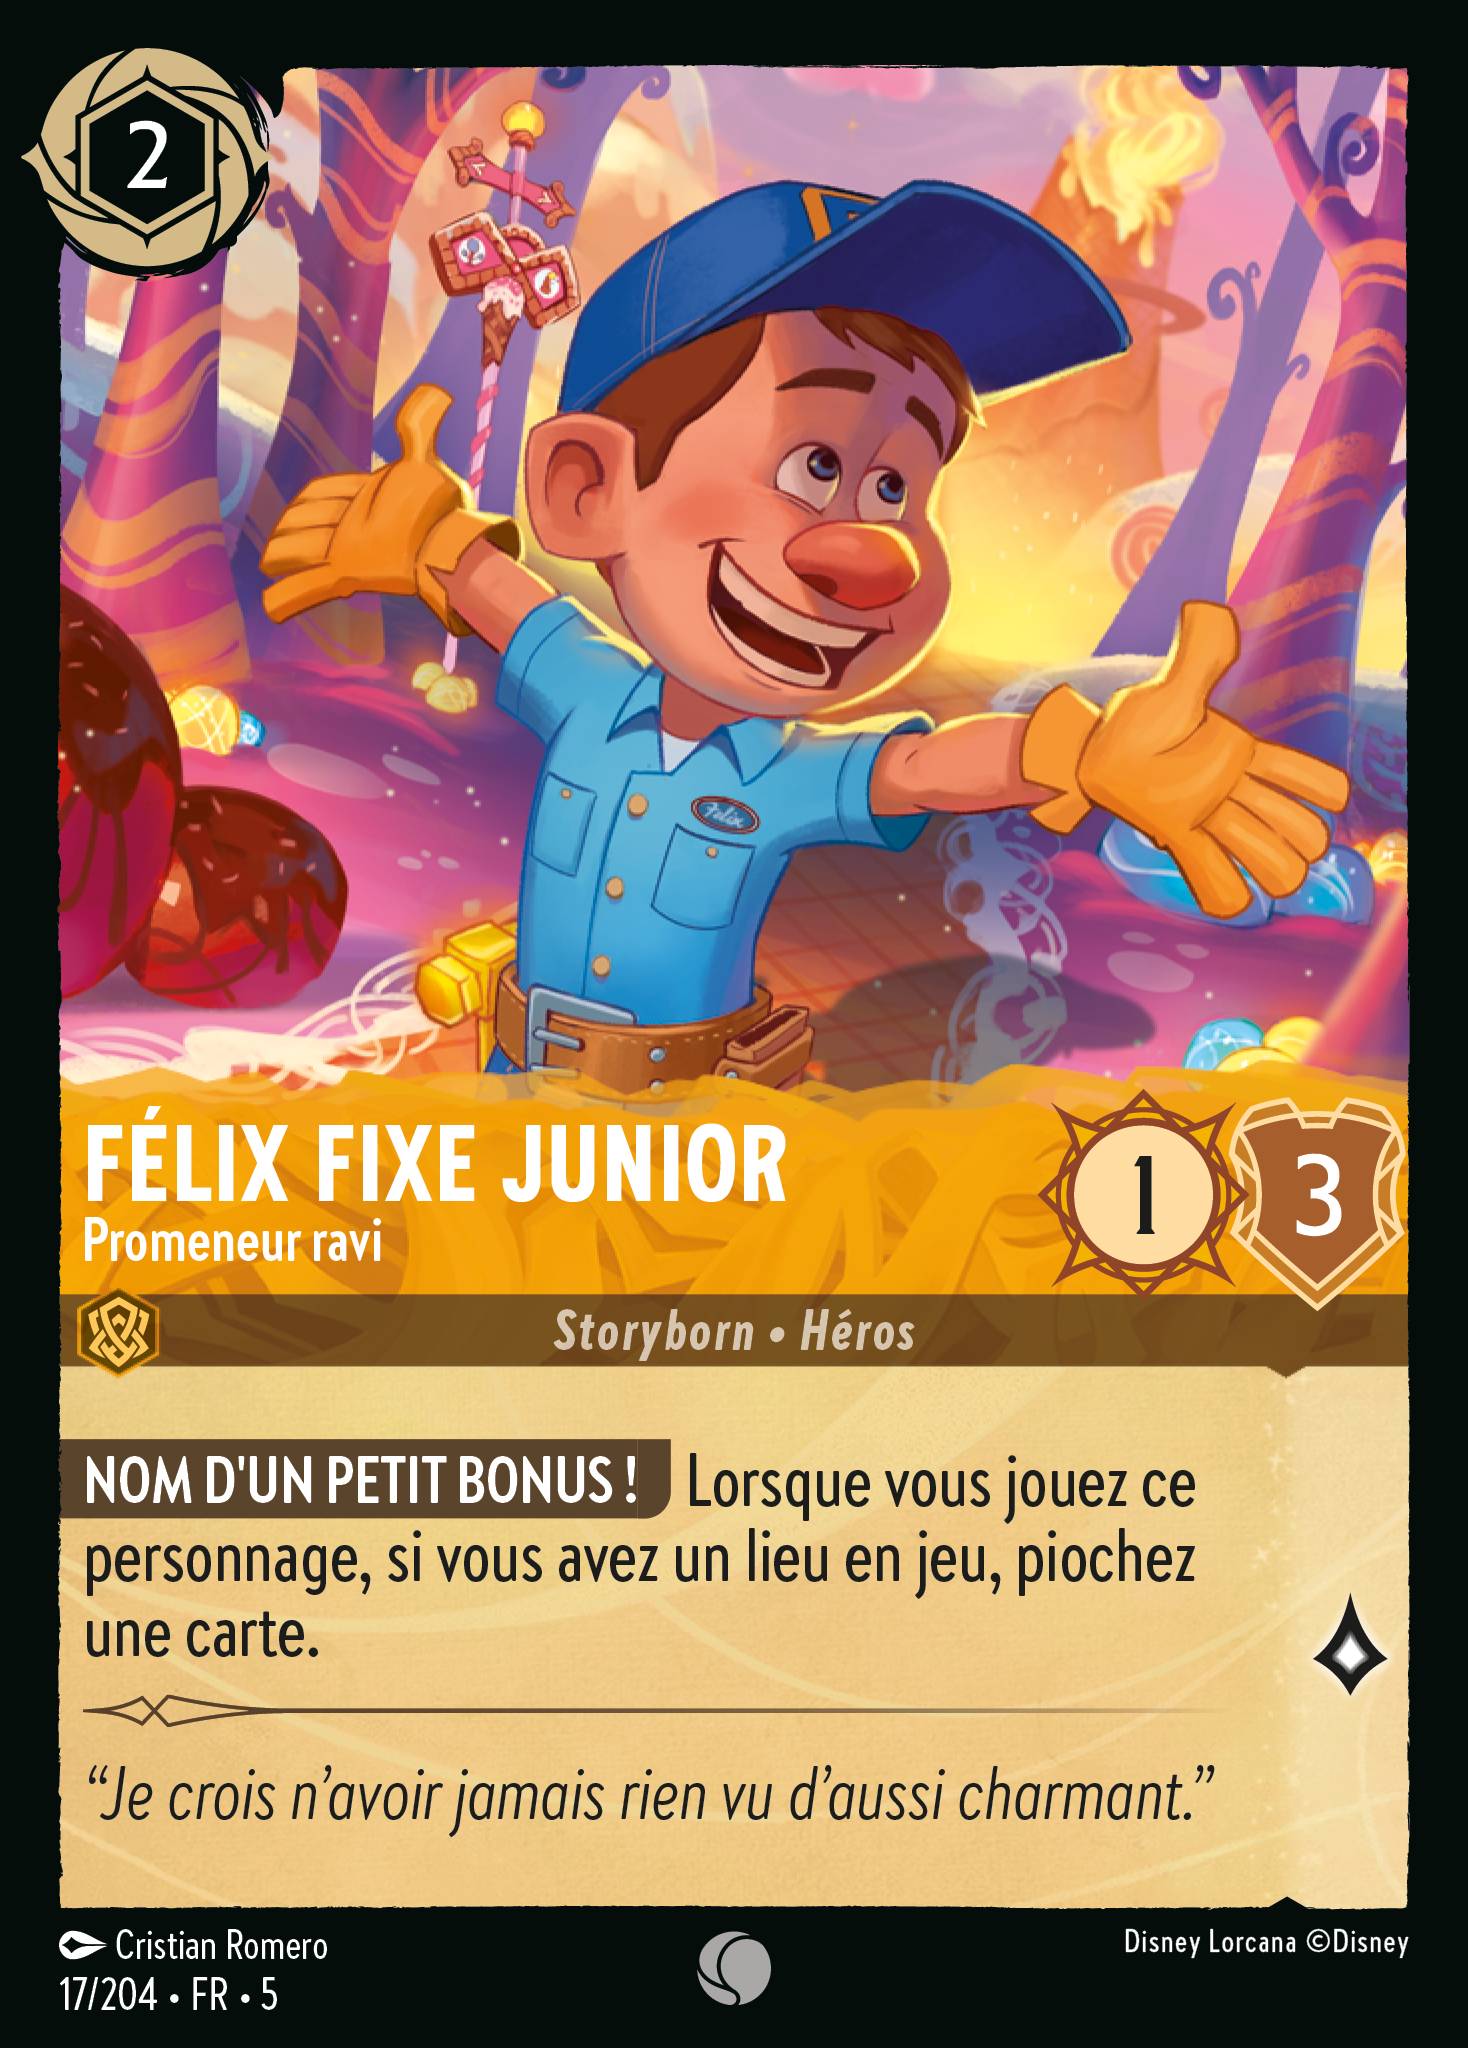 2
Felix
FÉLIX FIXE JUNIOR
Promeneur ravi
1
3
Storyborn • Héros
NOM D'UN PETIT BONUS ! Lorsque vous jouez ce
personnage, si vous avez un lieu en jeu, piochez
une carte.
“Je crois n’avoir jamais rien vu d’aussi charmant.”
Cristian Romero
17/204 • FR • 5
Disney Lorcana ©Disney